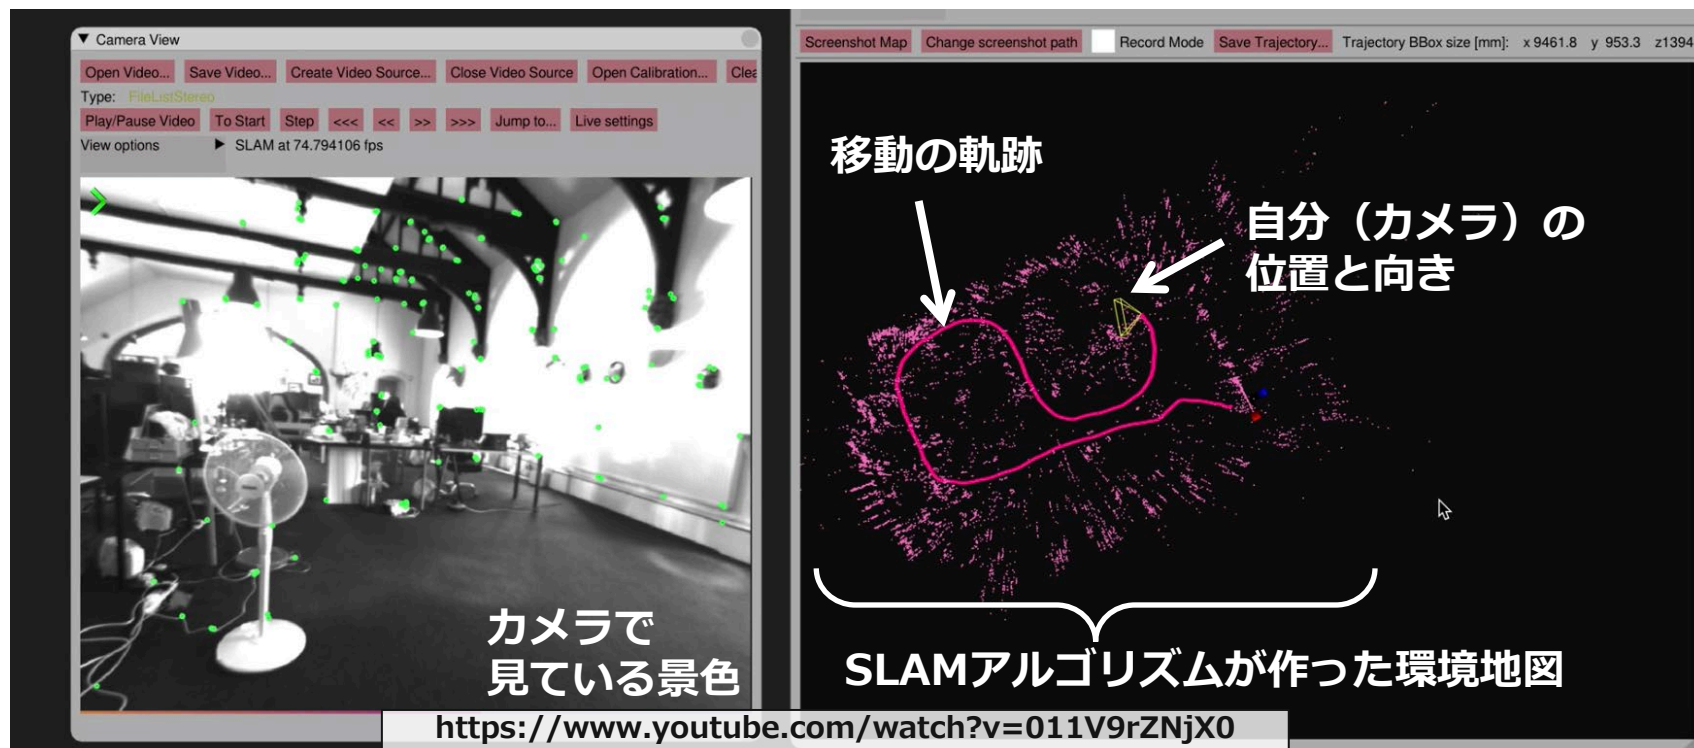 Camera View
Open Video... Save Video... Create Video Source... Close Video Source Open Calibration...
Type: FileListStereo
Play/Pause Video To Start Step <<< << >> >>> Jump to... Live settings
View options SLAM at 74.794106 fps
カメラで
見ている景色
Screenshot Map Change screenshot path Record Mode Save Trajectory... Trajectory BBox size [mm]: x 9461.8 y 953.3 z1394
移動の軌跡
自分（カメラ）の
位置と向き
SLAMアルゴリズムが作った環境地図
https://www.youtube.com/watch?v=011V9rZNjX0